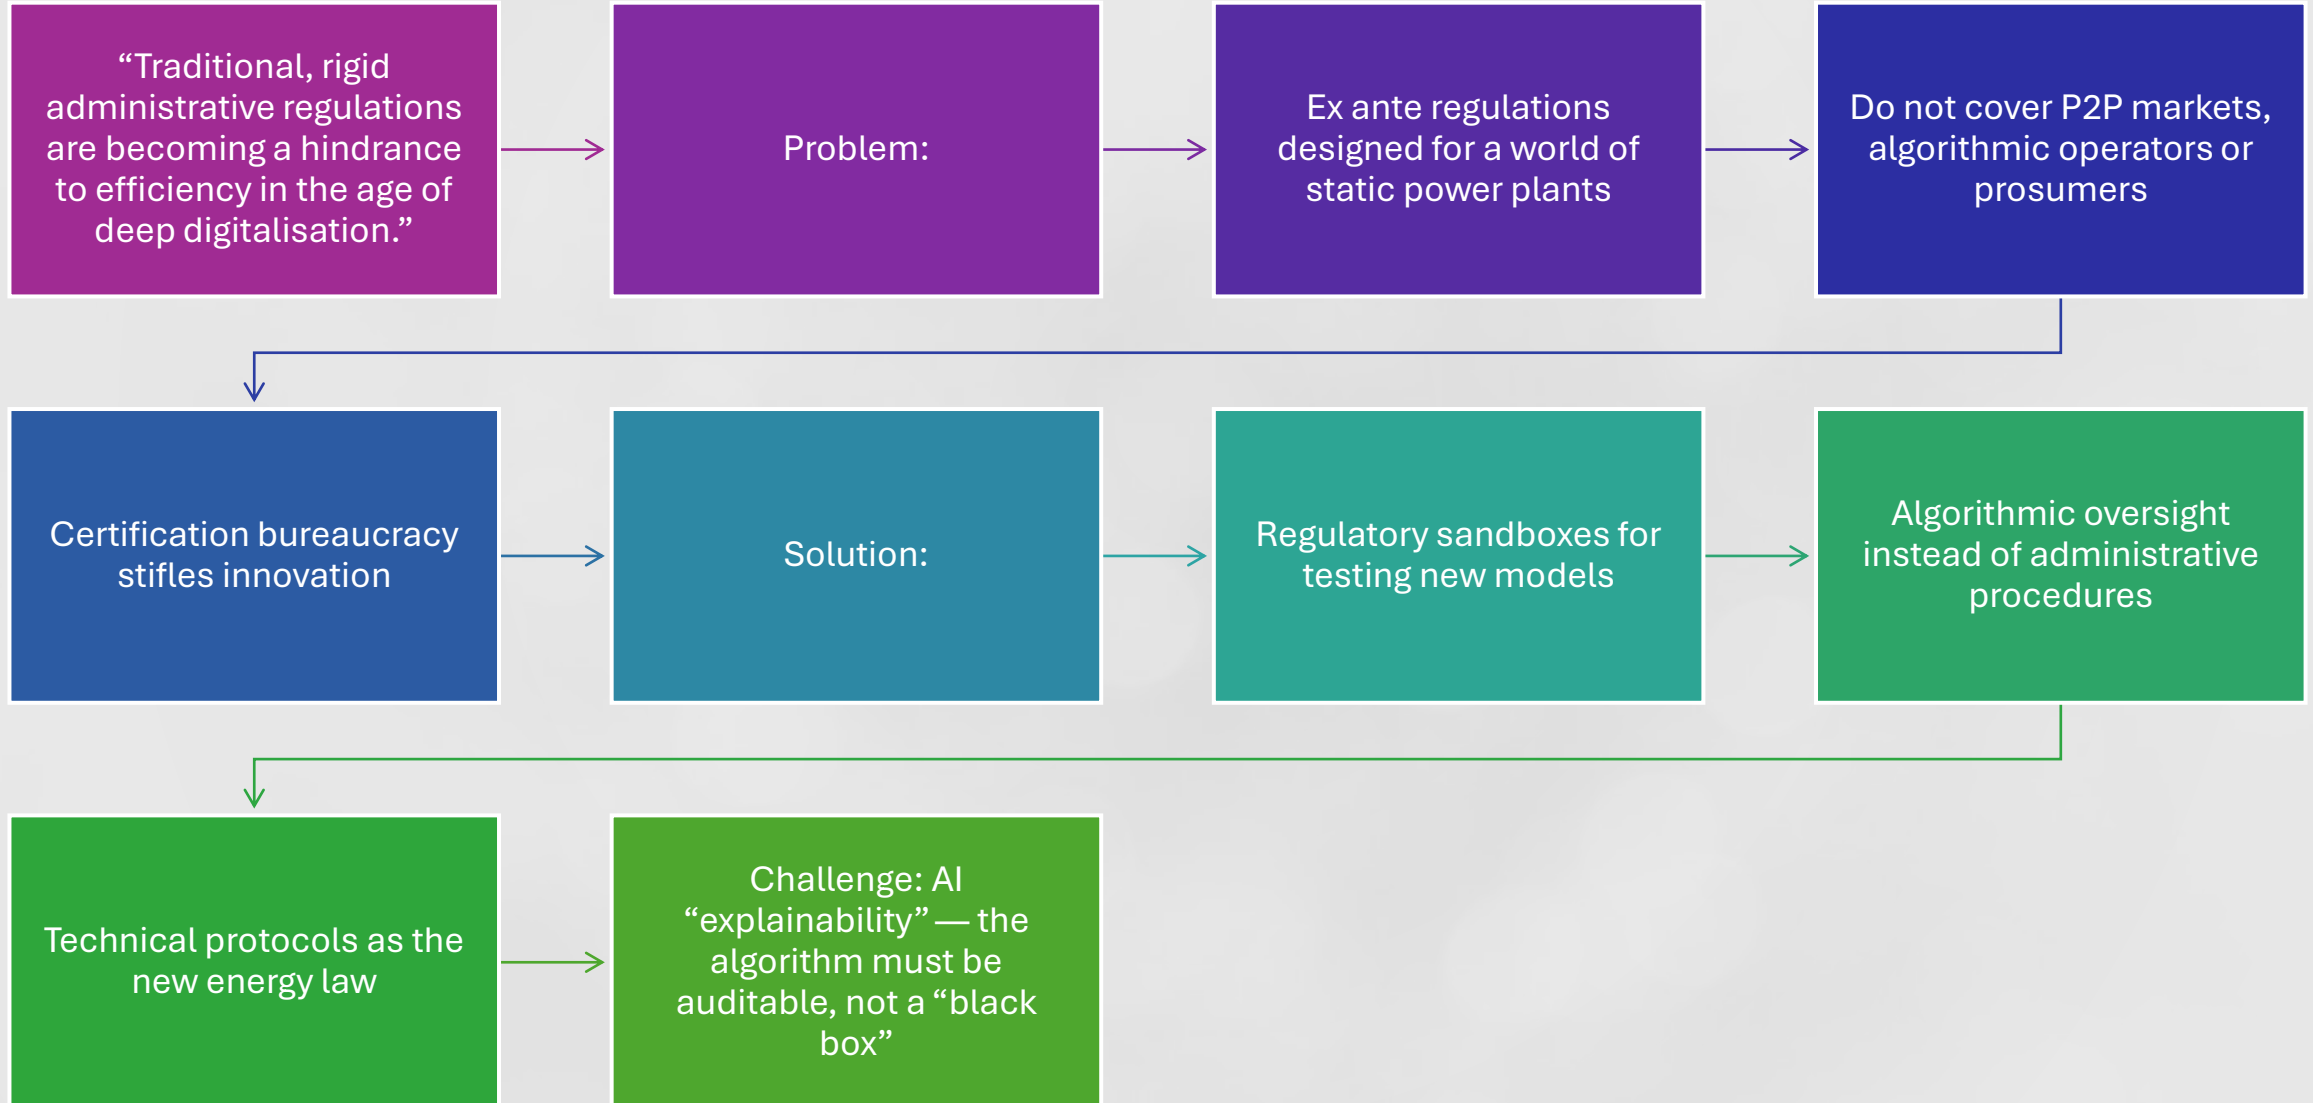 “Traditional, rigid
administrative regulations
are becoming a hindrance
to efficiency in the age of
deep digitalisation.”
Problem:
Ex ante regulations
designed for a world of
static power plants
Do not cover P2P markets,
algorithmic operators or
prosumers
Certification bureaucracy
stifles innovation
Solution:
Regulatory sandboxes for
testing new models
Algorithmic oversight
instead of administrative
procedures
Technical protocols as the
new energy law
Challenge: AI
“explainability” — the
algorithm must be
auditable, not a “black
box”